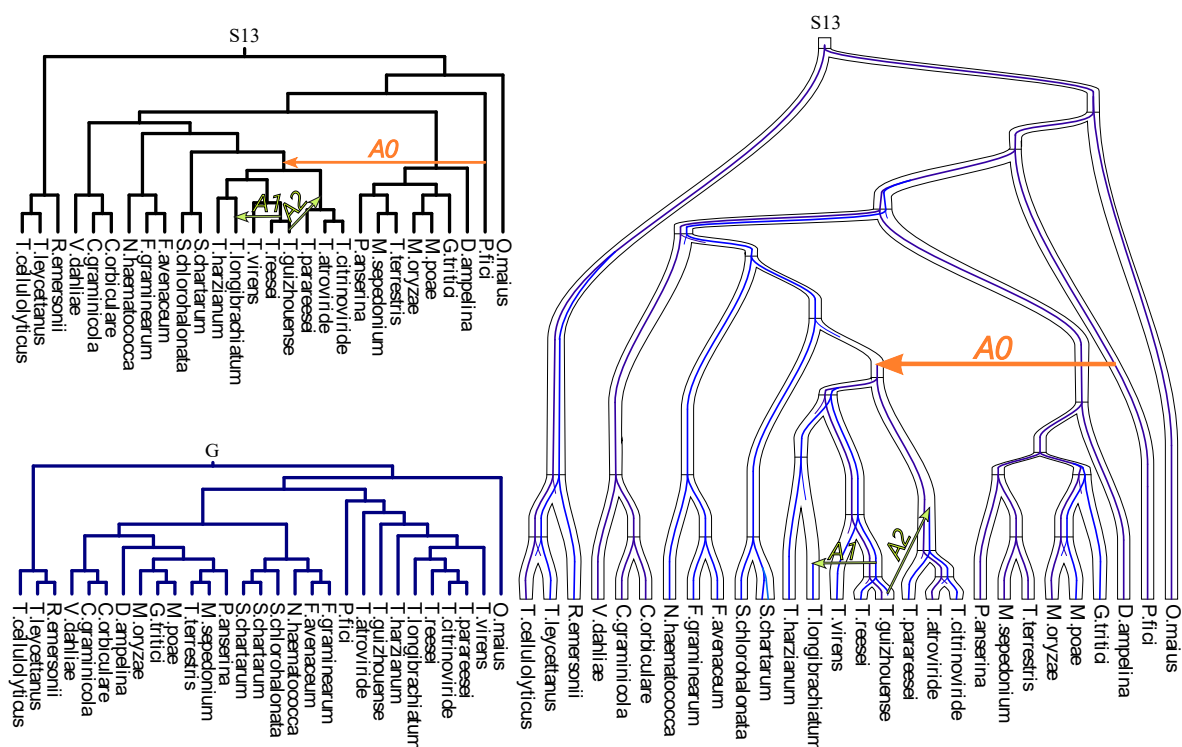 S13
A0
A1
A2
T.cellulolyticus
T.leycettanus
R.emersonii
V.dahliae
C.graminicola
C.orbiculare
N.haematococca
F.graminearum
F.avenaceum
S.chlorohalonata
S.chartarum
T.harzianum
T.longibrachiatum
T.virens
T.reesei
T.guizhouense
T.parareesei
T.atroviride
T.citrinoviride
P.anserina
M.sepedonium
T.terrestris
M.oryzae
M.poae
G.tritici
D.ampelina
P.fici
O.maius
G
T.cellulolyticus
T.leycettanus
R.emersonii
V.dahliae
C.graminicola
C.orbiculare
D.ampelina
M.oryzae
G.tritici
M.poae
T.terrestris
M.sepedonium
P.anserina
S.chartarum
S.chartarum
S.chlorohalonata
N.haematococca
F.avenaceum
F.graminearum
P.fici
T.atroviride
T.guizhouense
T.harzianum
T.longibrachiatum
T.reesei
T.citrinoviride
T.parareesei
T.virens
O.maius
S13
A0
A1
A2
T.cellulolyticus
T.leycettanus
R.emersonii
V.dahliae
C.graminicola
C.orbiculare
N.haematococca
F.graminearum
F.avenaceum
S.chlorohalonata
S.chartarum
T.harzianum
T.longibrachiatum
T.virens
T.reesei
T.guizhouense
T.parareesei
T.atroviride
T.citrinoviride
P.anserina
M.sepedonium
T.terrestris
M.oryzae
M.poae
G.tritici
D.ampelina
P.fici
O.maius